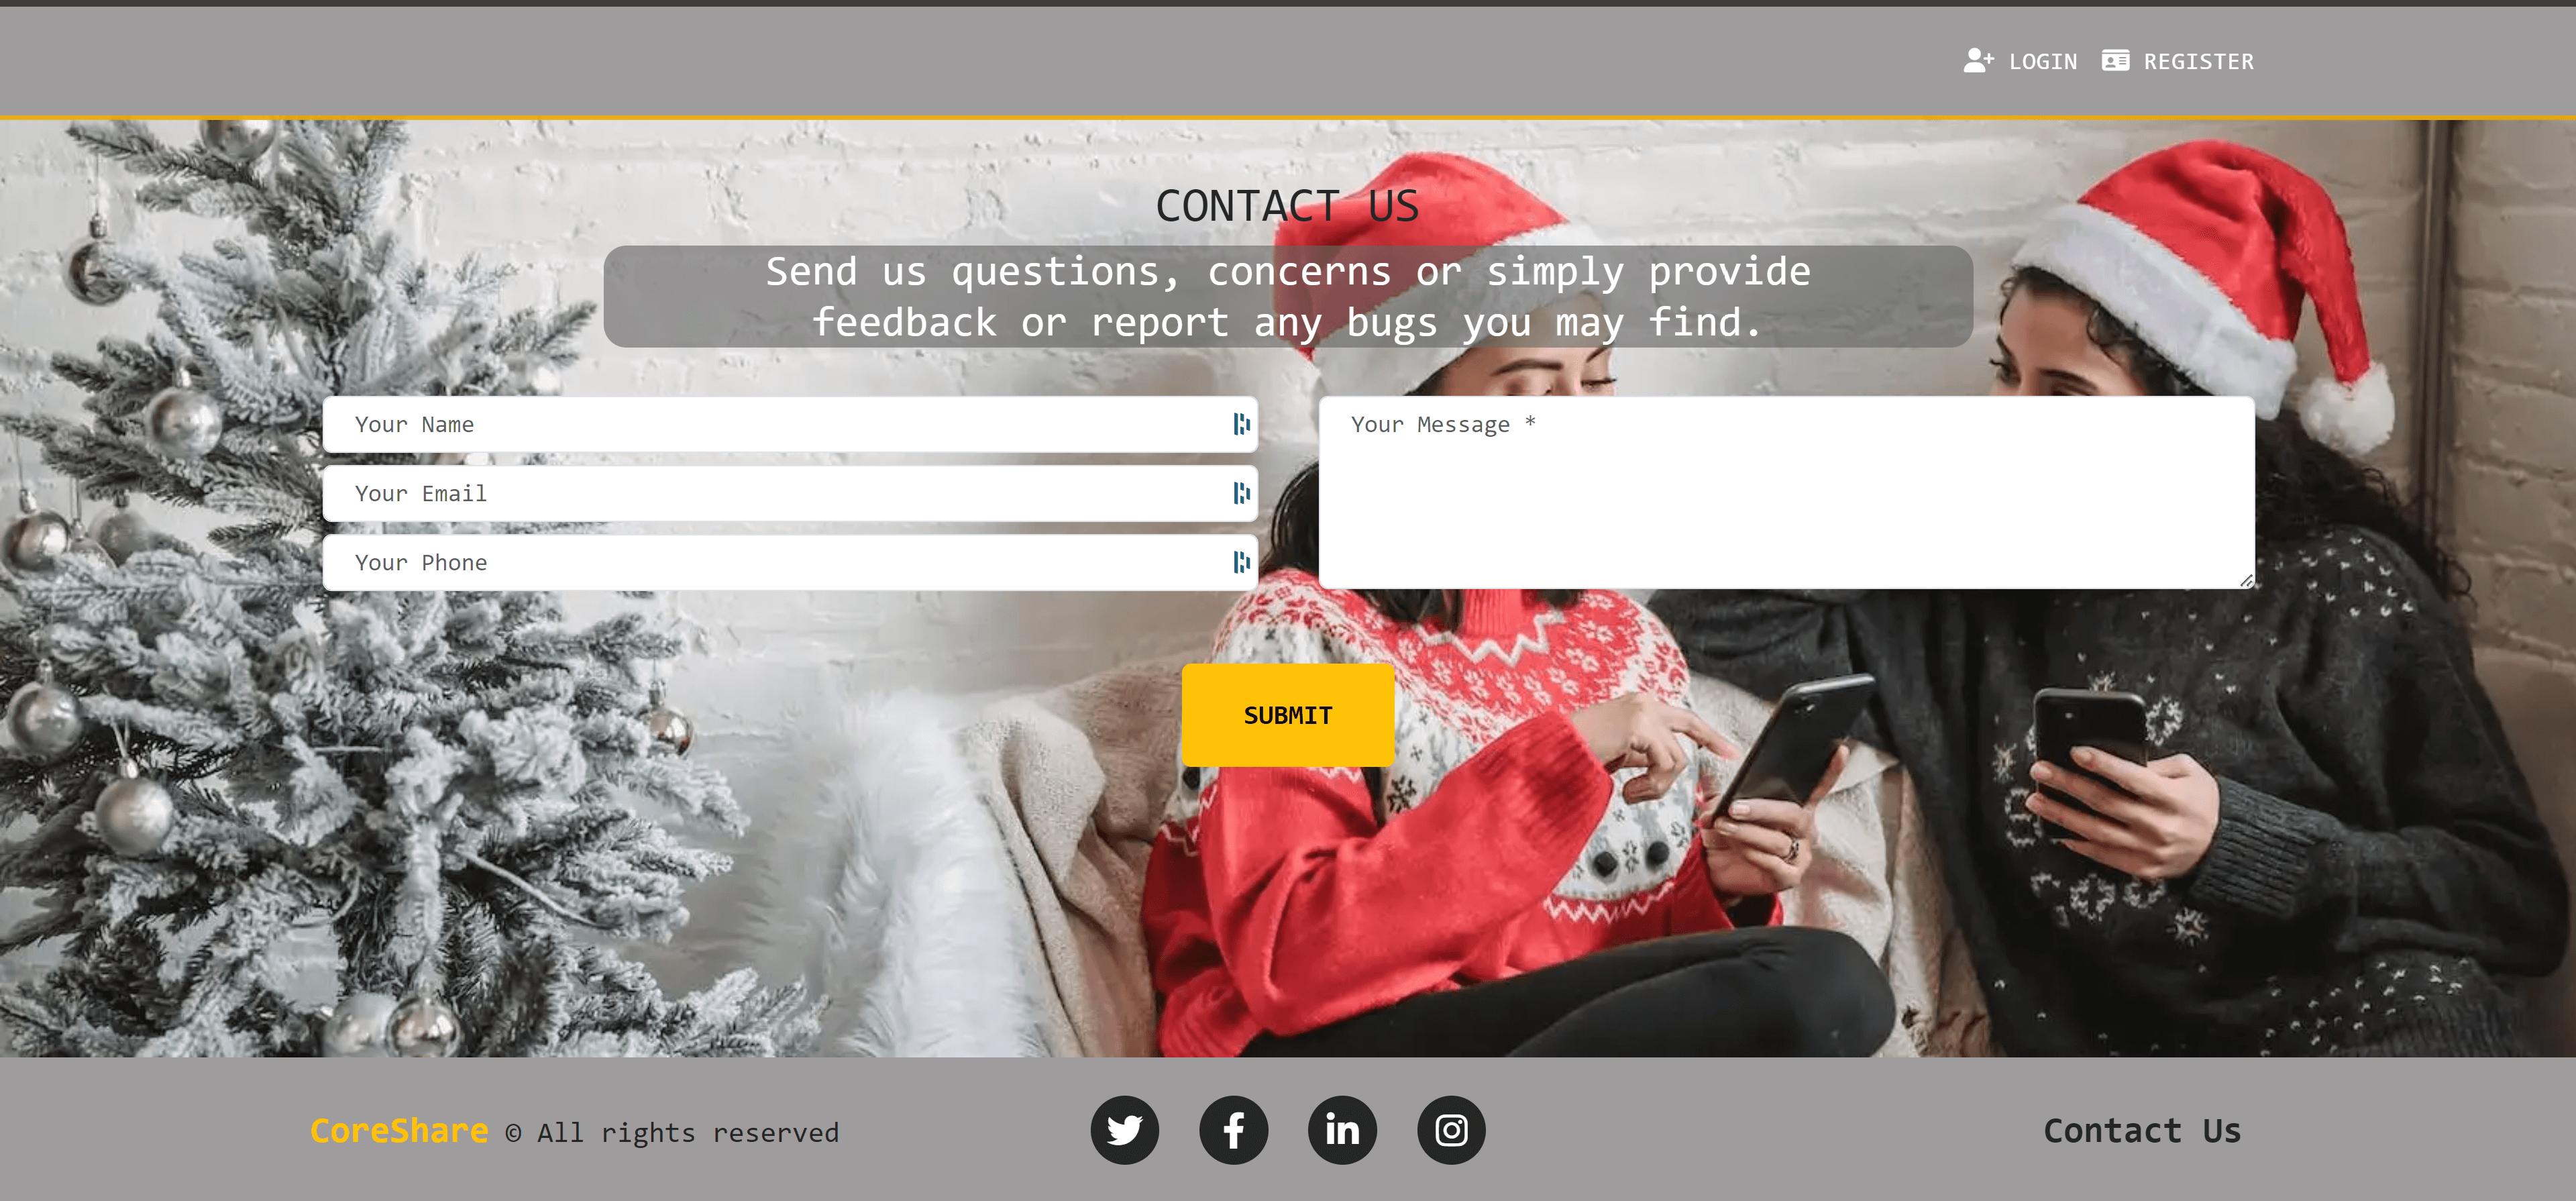 LOGIN REGISTER
CONTACT US
Send us questions, concerns or simply provide
feedback or report any bugs you may find.
Your Name
Your Message *
Your Email
Your Phone
SUBMIT
CoreShare © All rights reserved
Contact Us